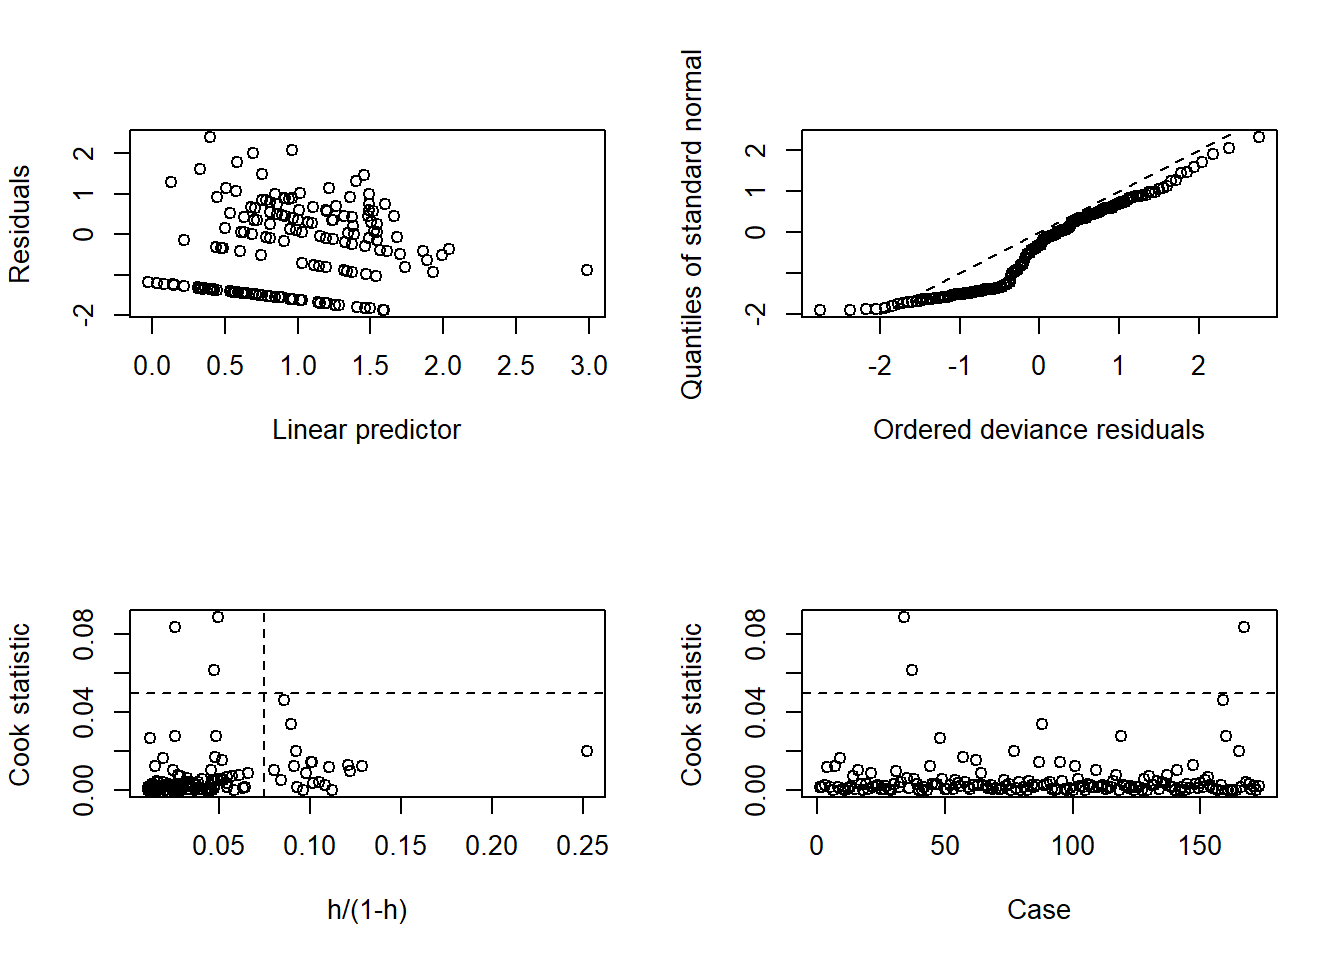 Residuals
2
1
0
-2
0.0 0.5 1.0 1.5 2.0 2.5 3.0
Linear predictor
Quantiles of standard normal
2
1
0
-2
-2 -1 0 1 2
Ordered deviance residuals
Cook statistic
0.08
0.04
0.00
0.05 0.10 0.15 0.20 0.25
h/(1-h)
Cook statistic
0.08
0.04
0.00
0 50 100 150
Case